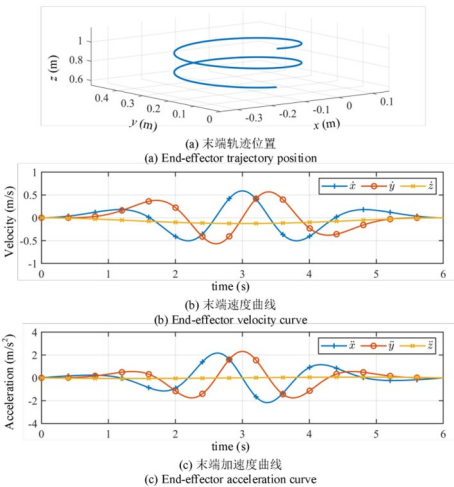 1
0.8
0.6
z (m)
0.4
0.3
0.2
0.1
0
y (m)
-0.3
-0.2
-0.1
0
0.1
x (m)
(a) 末端轨迹位置
(a) End-effector trajectory position
1
0.5
0
-0.5
-1
Velocity (m/s)
ẋ ẏ ż
0 1 2 3 4 5 6
time (s)
(b) 末端速度曲线
(b) End-effector velocity curve
4
2
0
-2
-4
Acceleration (m/s²)
ẍ ÿ z̈
0 1 2 3 4 5 6
time (s)
(c) 末端加速度曲线
(c) End-effector acceleration curve